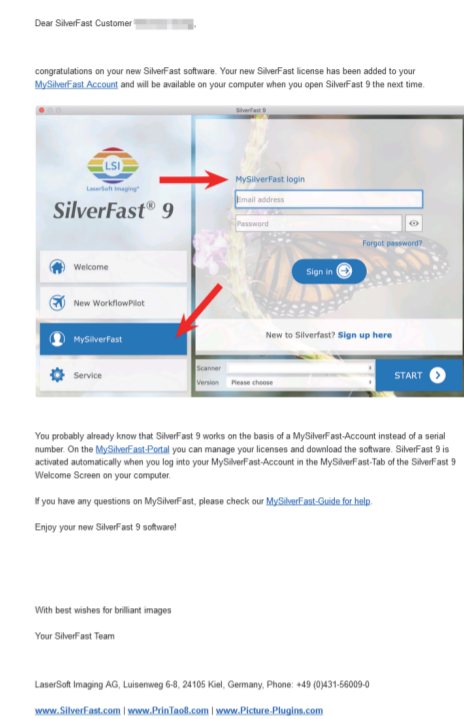 Dear SilverFast Customer
congratulations on your new SilverFast software. Your new SilverFast license has been added to your
MySilverFast Account and will be available on your computer when you open SilverFast 9 the next time.
SilverFast 9
LSI
LaserSoft Imaging®
SilverFast® 9
MySilverFast login
Email address
Password
Forgot password?
Sign in
Welcome
New WorkflowPilot
MySilverFast
Service
New to Silverfast? Sign up here
Scanner
Version Please choose
START
You probably already know that SilverFast 9 works on the basis of a MySilverFast-Account instead of a serial
number. On the MySilverFast-Portal you can manage your licenses and download the software. SilverFast 9 is
activated automatically when you log into your MySilverFast-Account in the MySilverFast-Tab of the SilverFast 9
Welcome Screen on your computer.
If you have any questions on MySilverFast, please check our MySilverFast-Guide for help.
Enjoy your new SilverFast 9 software!
With best wishes for brilliant images
Your SilverFast Team
LaserSoft Imaging AG, Luisenweg 6-8, 24105 Kiel, Germany, Phone: +49 (0)431-56009-0
www.SilverFast.com | www.PrinTao8.com | www.Picture-Plugins.com